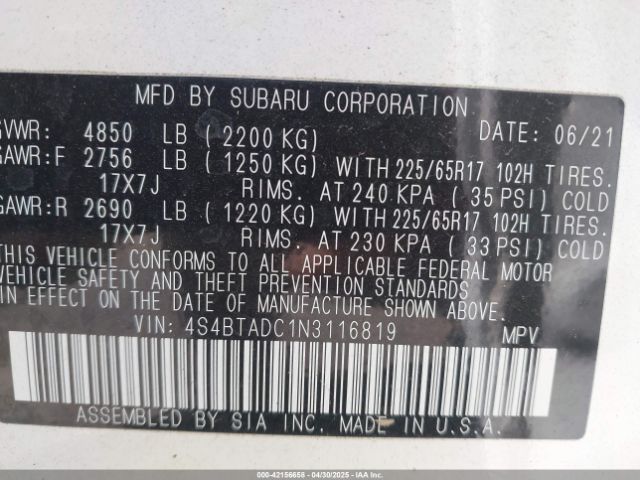 MFD BY SUBARU CORPORATION DATE: 06/21
GVWR: 4850 LB ( 2200 KG)
GAWR:F 2756 LB ( 1250 KG) WITH 225/65R17 102H TIRES.
17X7J RIMS. AT 240 KPA ( 35 PSI) COLD
GAWR:R 2690 LB ( 1220 KG) WITH 225/65R17 102H TIRES.
17X7J RIMS. AT 230 KPA ( 33 PSI) COLD
THIS VEHICLE CONFORMS TO ALL APPLICABLE FEDERAL MOTOR
VEHICLE SAFETY AND THEFT PREVENTION STANDARDS
IN EFFECT ON THE DATE OF MANUFACTURE SHOWN ABOVE.
VIN: 4S4BTADC1N3116819 MPV
ASSEMBLED BY SIA INC. MADE IN U.S.A.
000-42156658 - 04/30/2025 - IAAI.COM